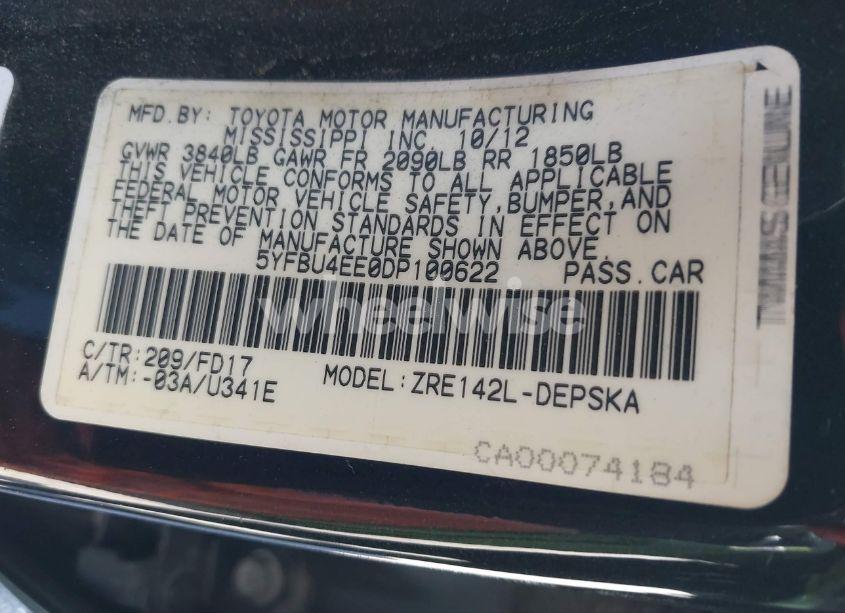 MFD.BY: TOYOTA MOTOR MANUFACTURING
MISSISSIPPI INC. 10/12
GVWR 3840LB GAWR FR 2090LB RR 1850LB
THIS VEHICLE CONFORMS TO ALL APPLICABLE
FEDERAL MOTOR VEHICLE SAFETY,BUMPER,AND
THEFT PREVENTION STANDARDS IN EFFECT ON
THE DATE OF MANUFACTURE SHOWN ABOVE.
5YFBU4EE0DP100622 PASS.CAR
wheelwise
C/TR:209/FD17
A/TM:-03A/U341E MODEL:ZRE142L-DEPSKA
CA00074184
GENUINE